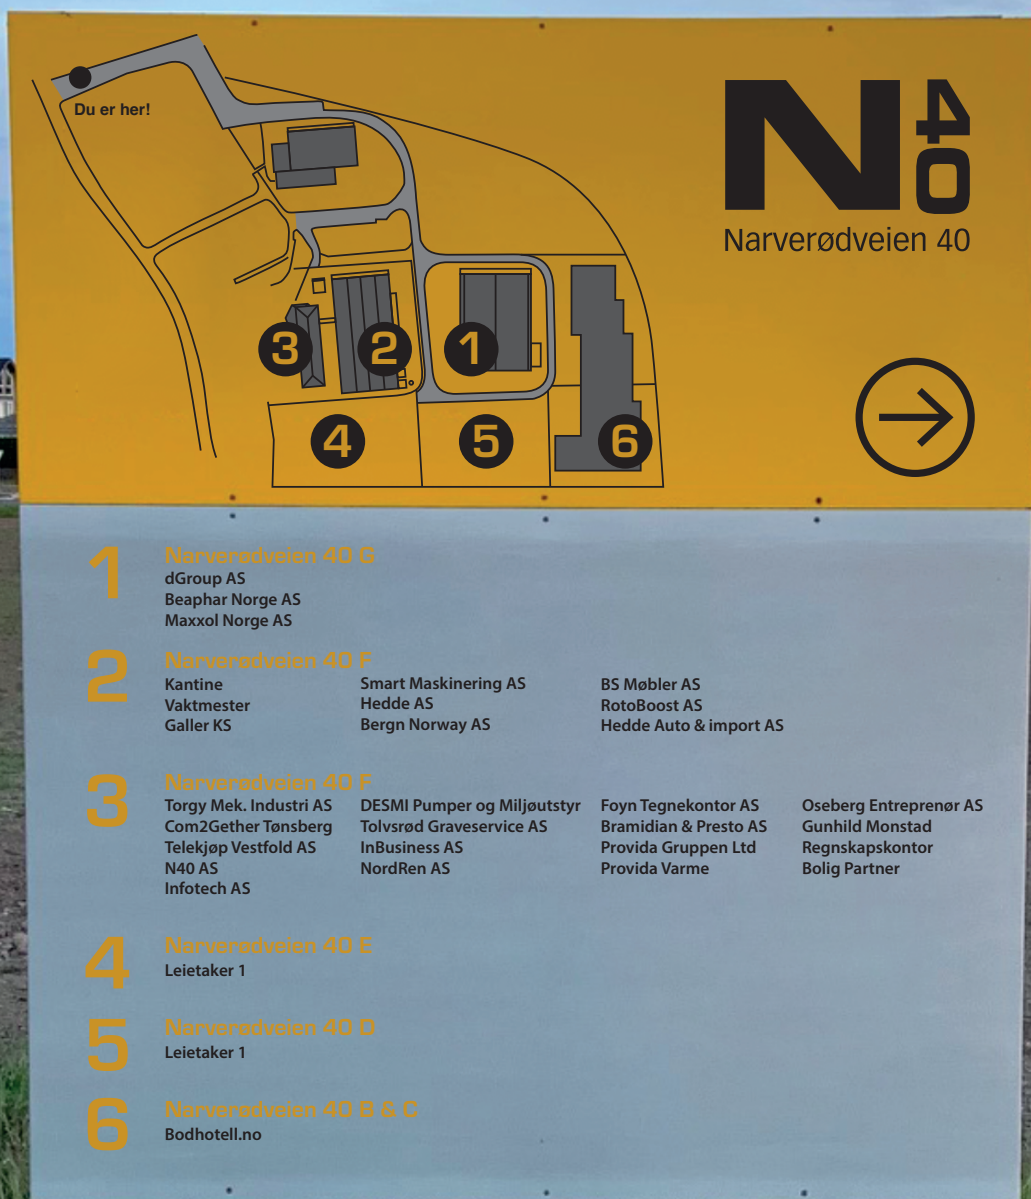 Du er her!
N40
Narverødveien 40
1
2
3
4
5
6
1
Narverødveien 40 G
dGroup AS
Beaphar Norge AS
Maxxol Norge AS
2
Narverødveien 40 F
Kantine
Vaktmester
Galler KS
Smart Maskinering AS
Hedde AS
Bergn Norway AS
BS Møbler AS
RotoBoost AS
Hedde Auto & import AS
3
Narverødveien 40 F
Torgy Mek. Industri AS
Com2Gether Tønsberg
Telekjøp Vestfold AS
N40 AS
Infotech AS
DESMI Pumper og Miljøutstyr
Tolvsrød Graveservice AS
InBusiness AS
NordRen AS
Foyn Tegnekontor AS
Bramidian & Presto AS
Provida Gruppen Ltd
Provida Varme
Oseberg Entreprenør AS
Gunhild Monstad
Regnskapskontor
Bolig Partner
4
Narverødveien 40 E
Leietaker 1
5
Narverødveien 40 D
Leietaker 1
6
Narverødveien 40 B & C
Bodhotell.no